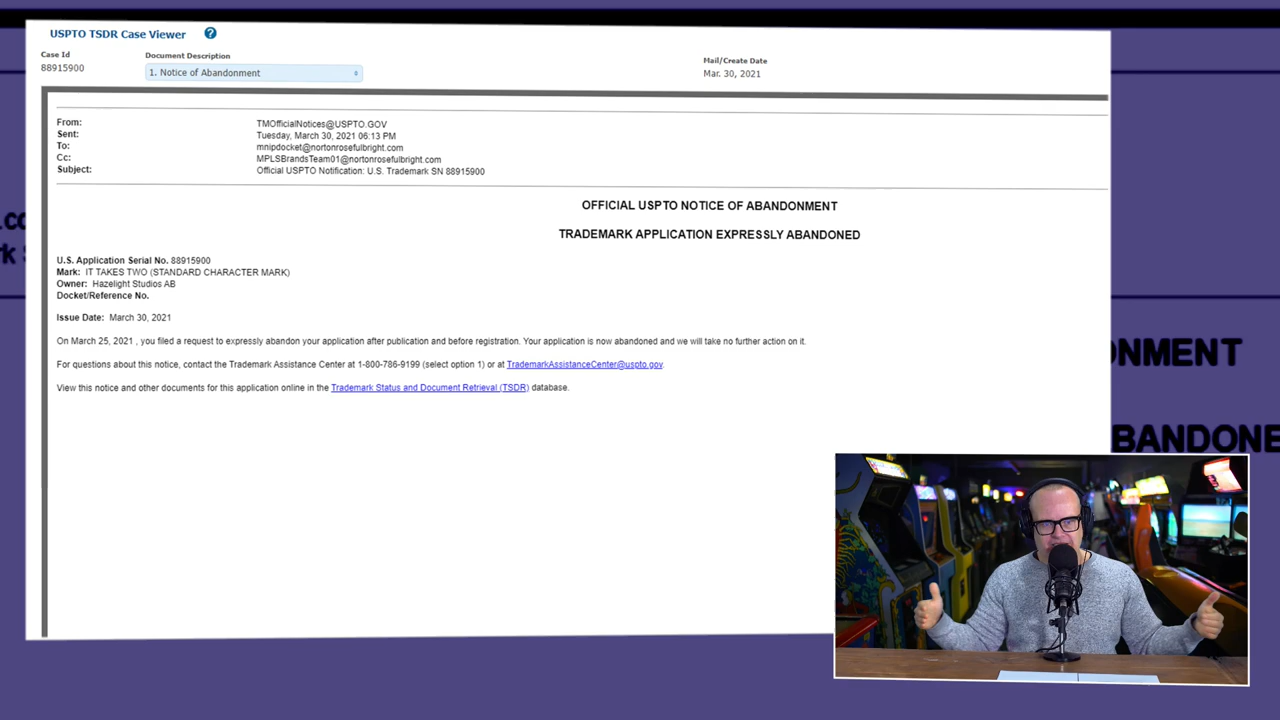 USPTO TSDR Case Viewer ?
Case Id Document Description Mail/Create Date
88915900 1. Notice of Abandonment Mar. 30, 2021
From: TMOfficialNotices@USPTO.GOV
Sent: Tuesday, March 30, 2021 06:13 PM
To: mnipdocket@nortonrosefulbright.com
Cc: MPLSBrandsTeam01@nortonrosefulbright.com
Subject: Official USPTO Notification: U.S. Trademark SN 88915900
OFFICIAL USPTO NOTICE OF ABANDONMENT
TRADEMARK APPLICATION EXPRESSLY ABANDONED
U.S. Application Serial No. 88915900
Mark: IT TAKES TWO (STANDARD CHARACTER MARK)
Owner: Hazelight Studios AB
Docket/Reference No.
Issue Date: March 30, 2021
On March 25, 2021 , you filed a request to expressly abandon your application after publication and before registration. Your application is now abandoned and we will take no further action on it.
For questions about this notice, contact the Trademark Assistance Center at 1-800-786-9199 (select option 1) or at TrademarkAssistanceCenter@uspto.gov.
View this notice and other documents for this application online in the Trademark Status and Document Retrieval (TSDR) database.
.co
rk
ONMENT
BANDONE